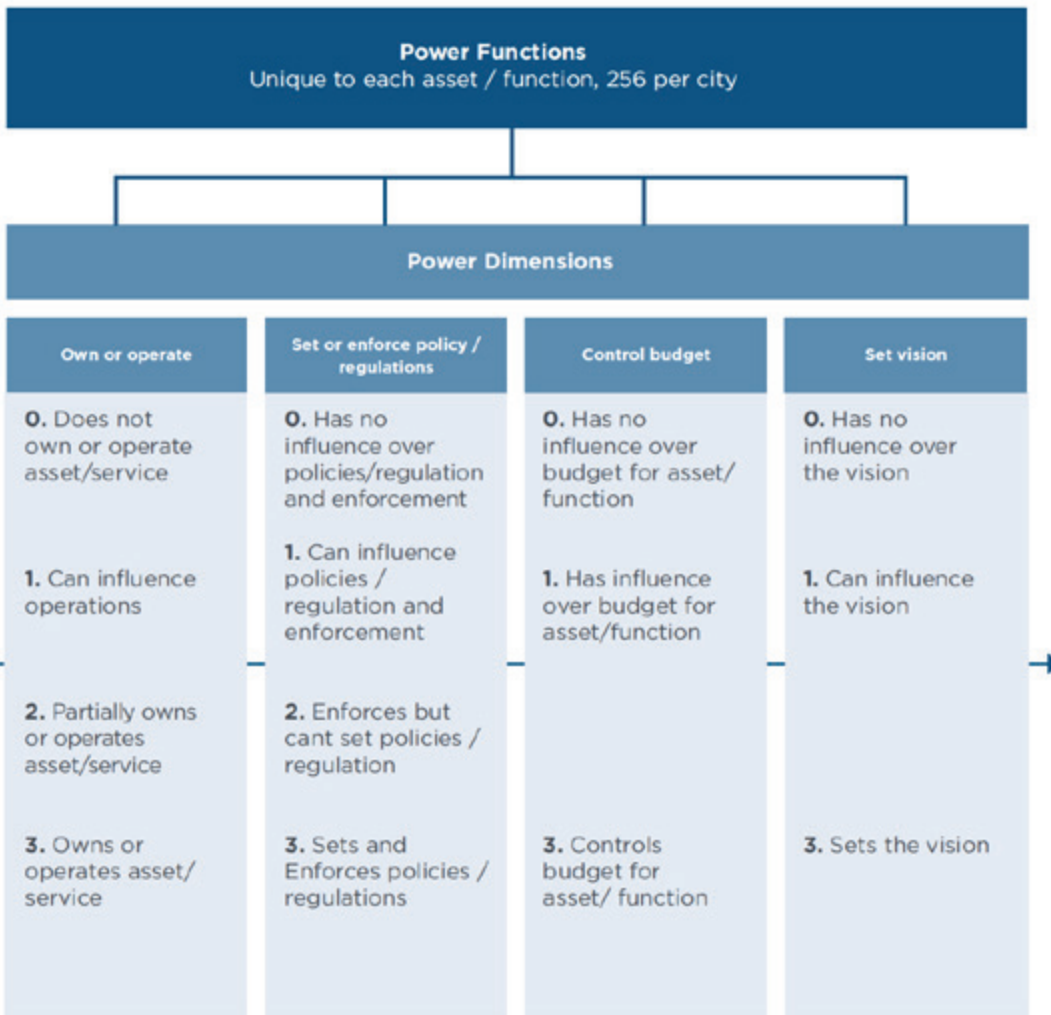 Power Functions
Unique to each asset / function, 256 per city
Power Dimensions
Own or operate
0. Does not
own or operate
asset/service
1. Can influence
operations
2. Partially owns
or operates
asset/service
3. Owns or
operates asset/
service
Set or enforce policy /
regulations
0. Has no
influence over
policies/regulation
and enforcement
1. Can influence
policies /
regulation and
enforcement
2. Enforces but
cant set policies /
regulation
3. Sets and
Enforces policies /
regulations
Control budget
0. Has no
influence over
budget for asset/
function
1. Has influence
over budget for
asset/function
3. Controls
budget for
asset/ function
Set vision
0. Has no
influence over
the vision
1. Can influence
the vision
3. Sets the vision